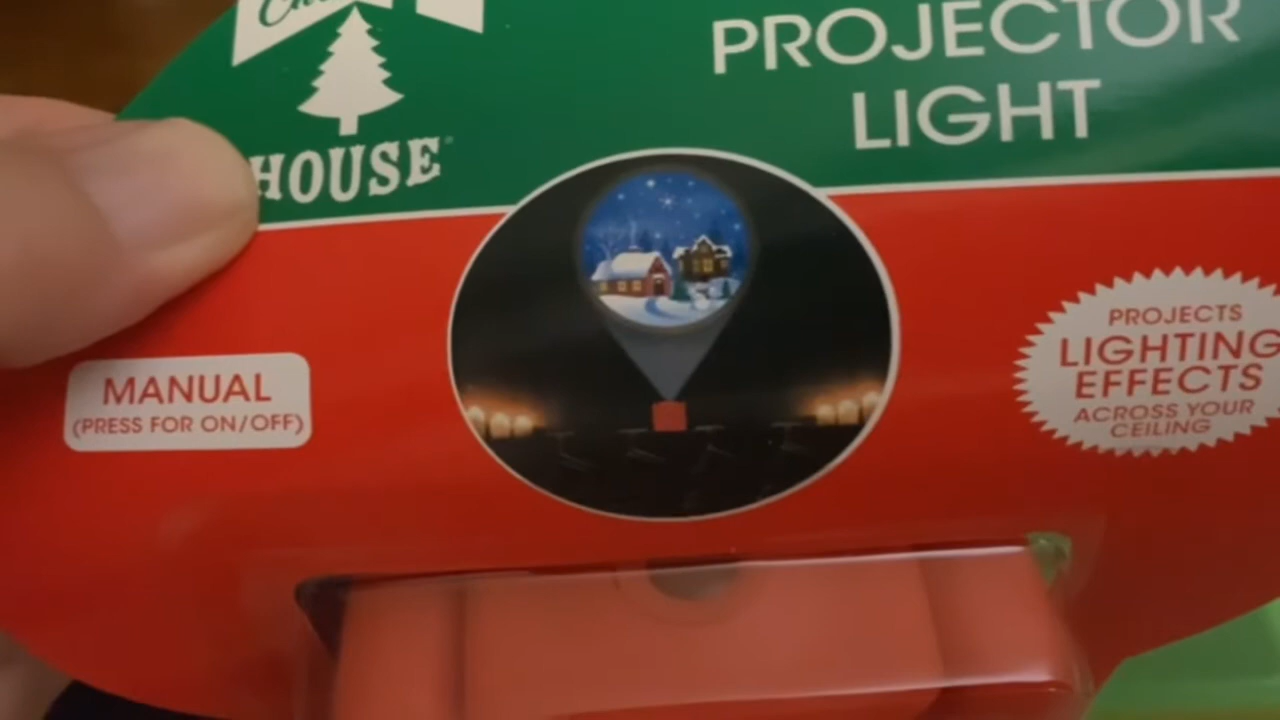 HOUSE
PROJECTOR
LIGHT
MANUAL
(PRESS FOR ON/OFF)
PROJECTS
LIGHTING
EFFECTS
ACROSS YOUR
CEILING